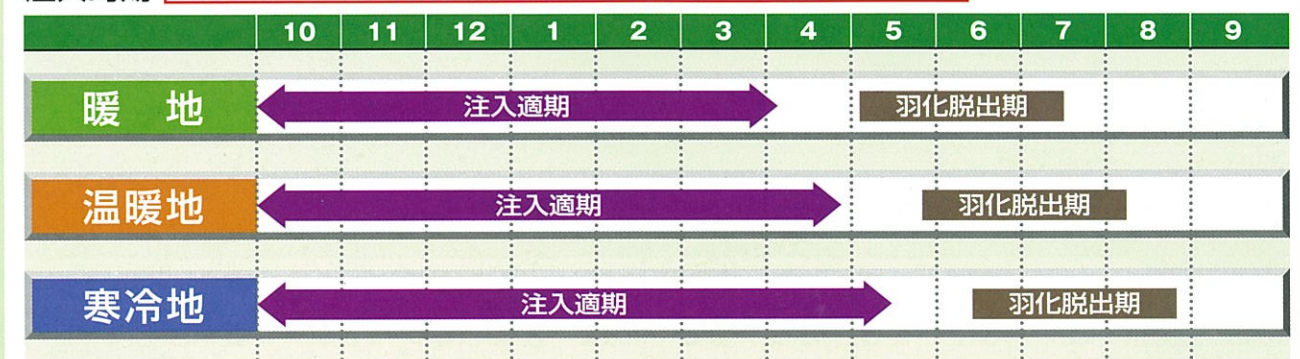 10 11 12 1 2 3 4 5 6 7 8 9
暖 地 注入適期 羽化脱出期
温暖地 注入適期 羽化脱出期
寒冷地 注入適期 羽化脱出期